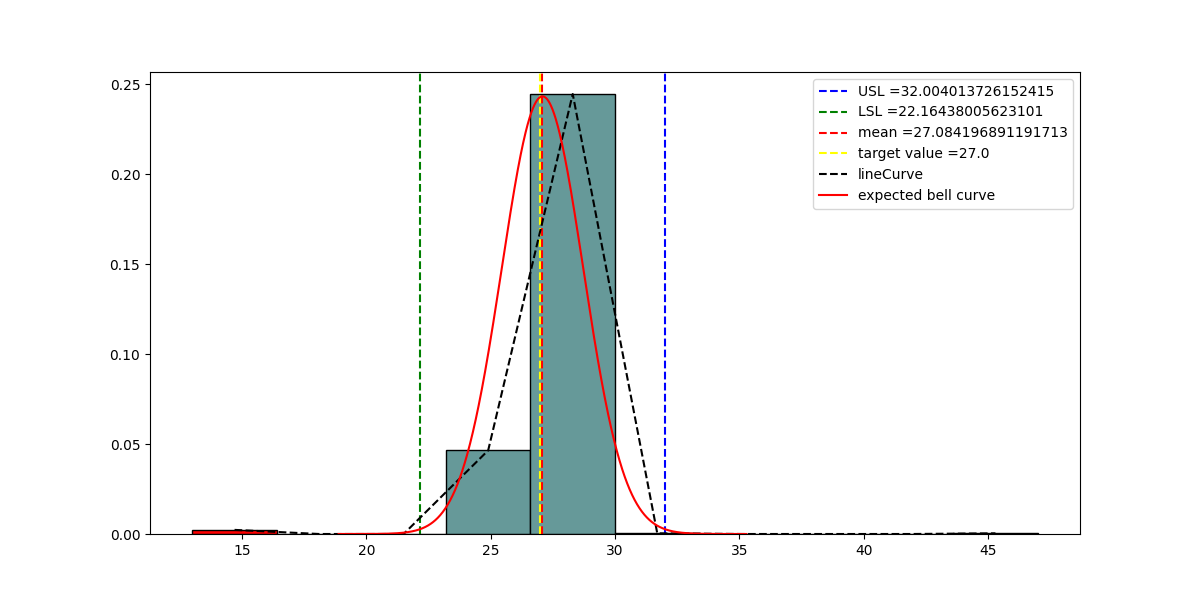 0.25
0.20
0.15
0.10
0.05
0.00
15 20 25 30 35 40 45
USL =32.004013726152415
LSL =22.16438005623101
mean =27.084196891191713
target value =27.0
lineCurve
expected bell curve